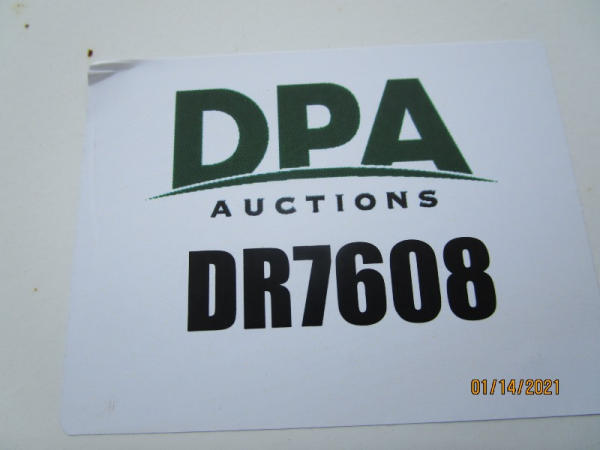 DPA
AUCTIONS
DR7608
01/14/2021